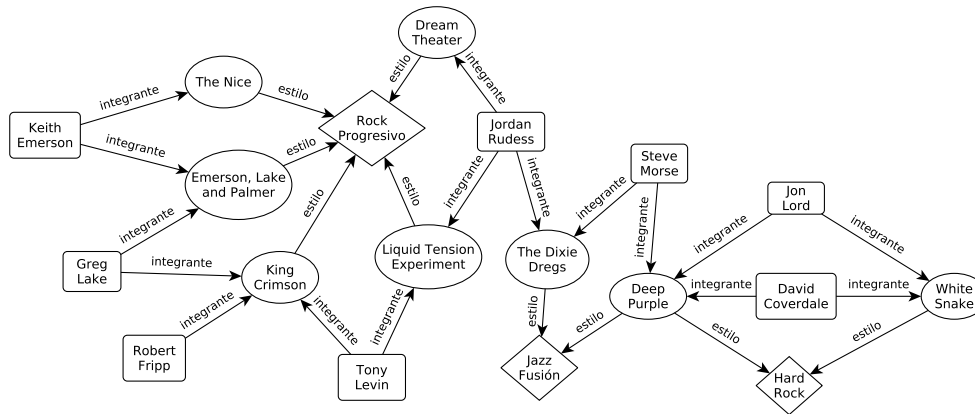 Dream
Theater
estilo
integrante
The Nice
integrante
estilo
Keith
Emerson
Rock
Progresivo
Jordan
Rudess
integrante
estilo
Emerson, Lake
and Palmer
Steve
Morse
integrante
integrante
integrante
Jon
Lord
estilo
estilo
integrante
integrante
integrante
integrante
Greg
Lake
integrante
King
Crimson
Liquid Tension
Experiment
The Dixie
Dregs
Deep
Purple
integrante
David
Coverdale
integrante
White
Snake
integrante
integrante
integrante
estilo
estilo
estilo
estilo
Robert
Fripp
Tony
Levin
Jazz
Fusión
Hard
Rock